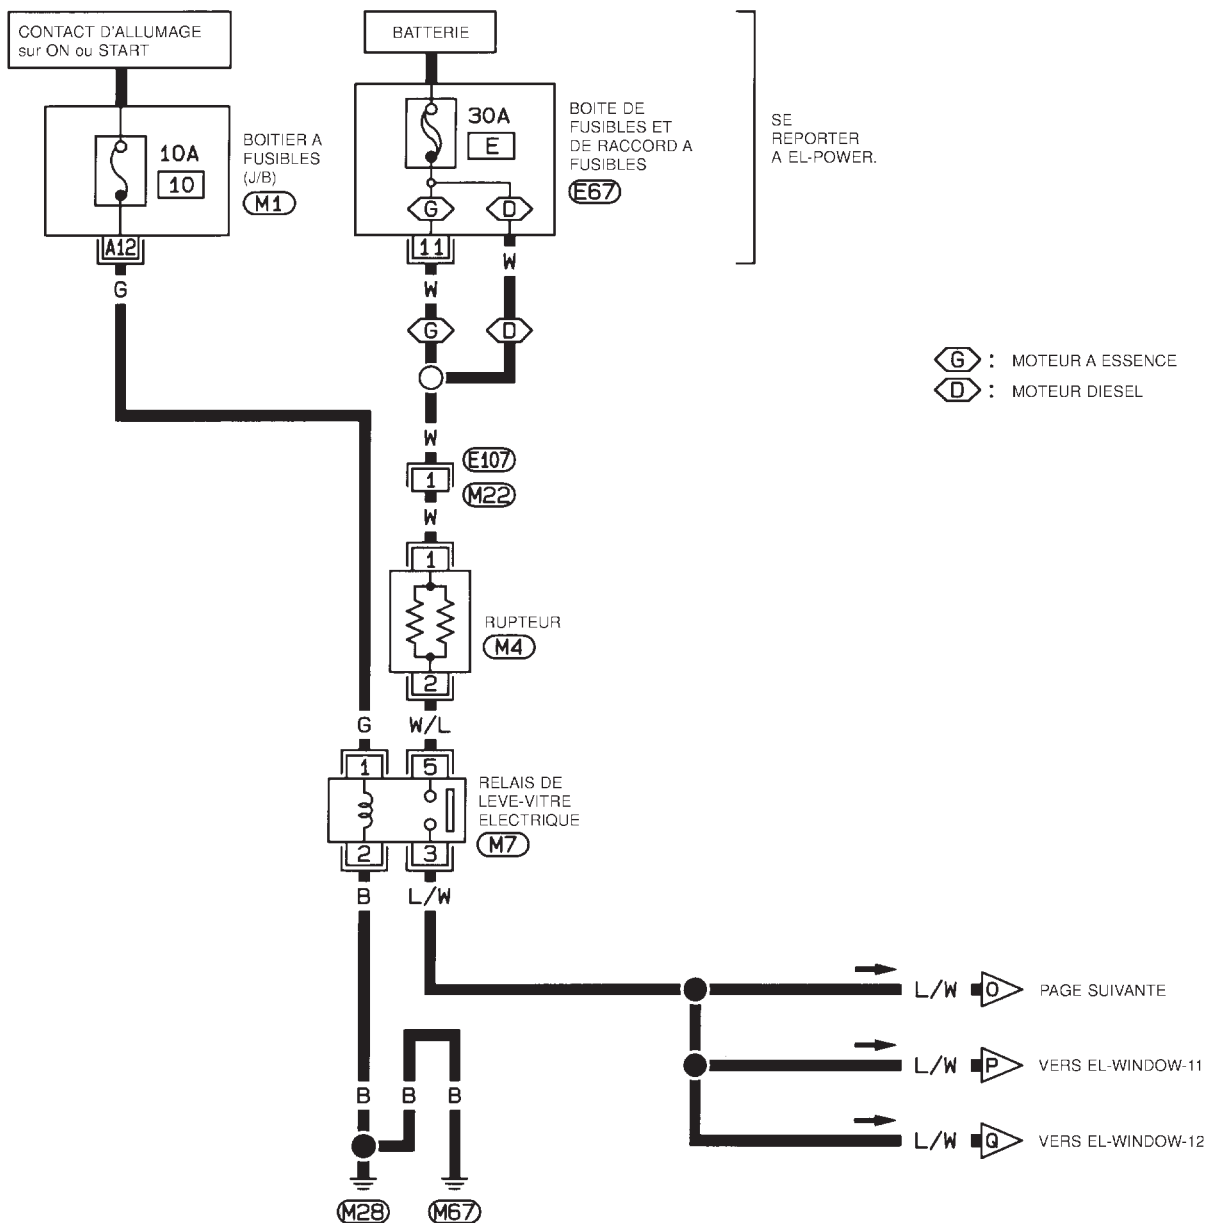 CONTACT D'ALLUMAGE
sur ON ou START
BATTERIE
10A
10
BOITIER A
FUSIBLES
(J/B)
M1
30A
E
BOITE DE
FUSIBLES ET
DE RACCORD A
FUSIBLES
E67
SE
REPORTER
A EL-POWER.
G
D
A12
11
G
W
W
G
D
G : MOTEUR A ESSENCE
D : MOTEUR DIESEL
W
E107
1
M22
W
1
RUPTEUR
M4
2
G
W/L
1
5
RELAIS DE
LEVE-VITRE
ELECTRIQUE
M7
2
3
B
L/W
L/W
O
PAGE SUIVANTE
L/W
P
VERS EL-WINDOW-11
B
B
B
L/W
Q
VERS EL-WINDOW-12
M28
M67